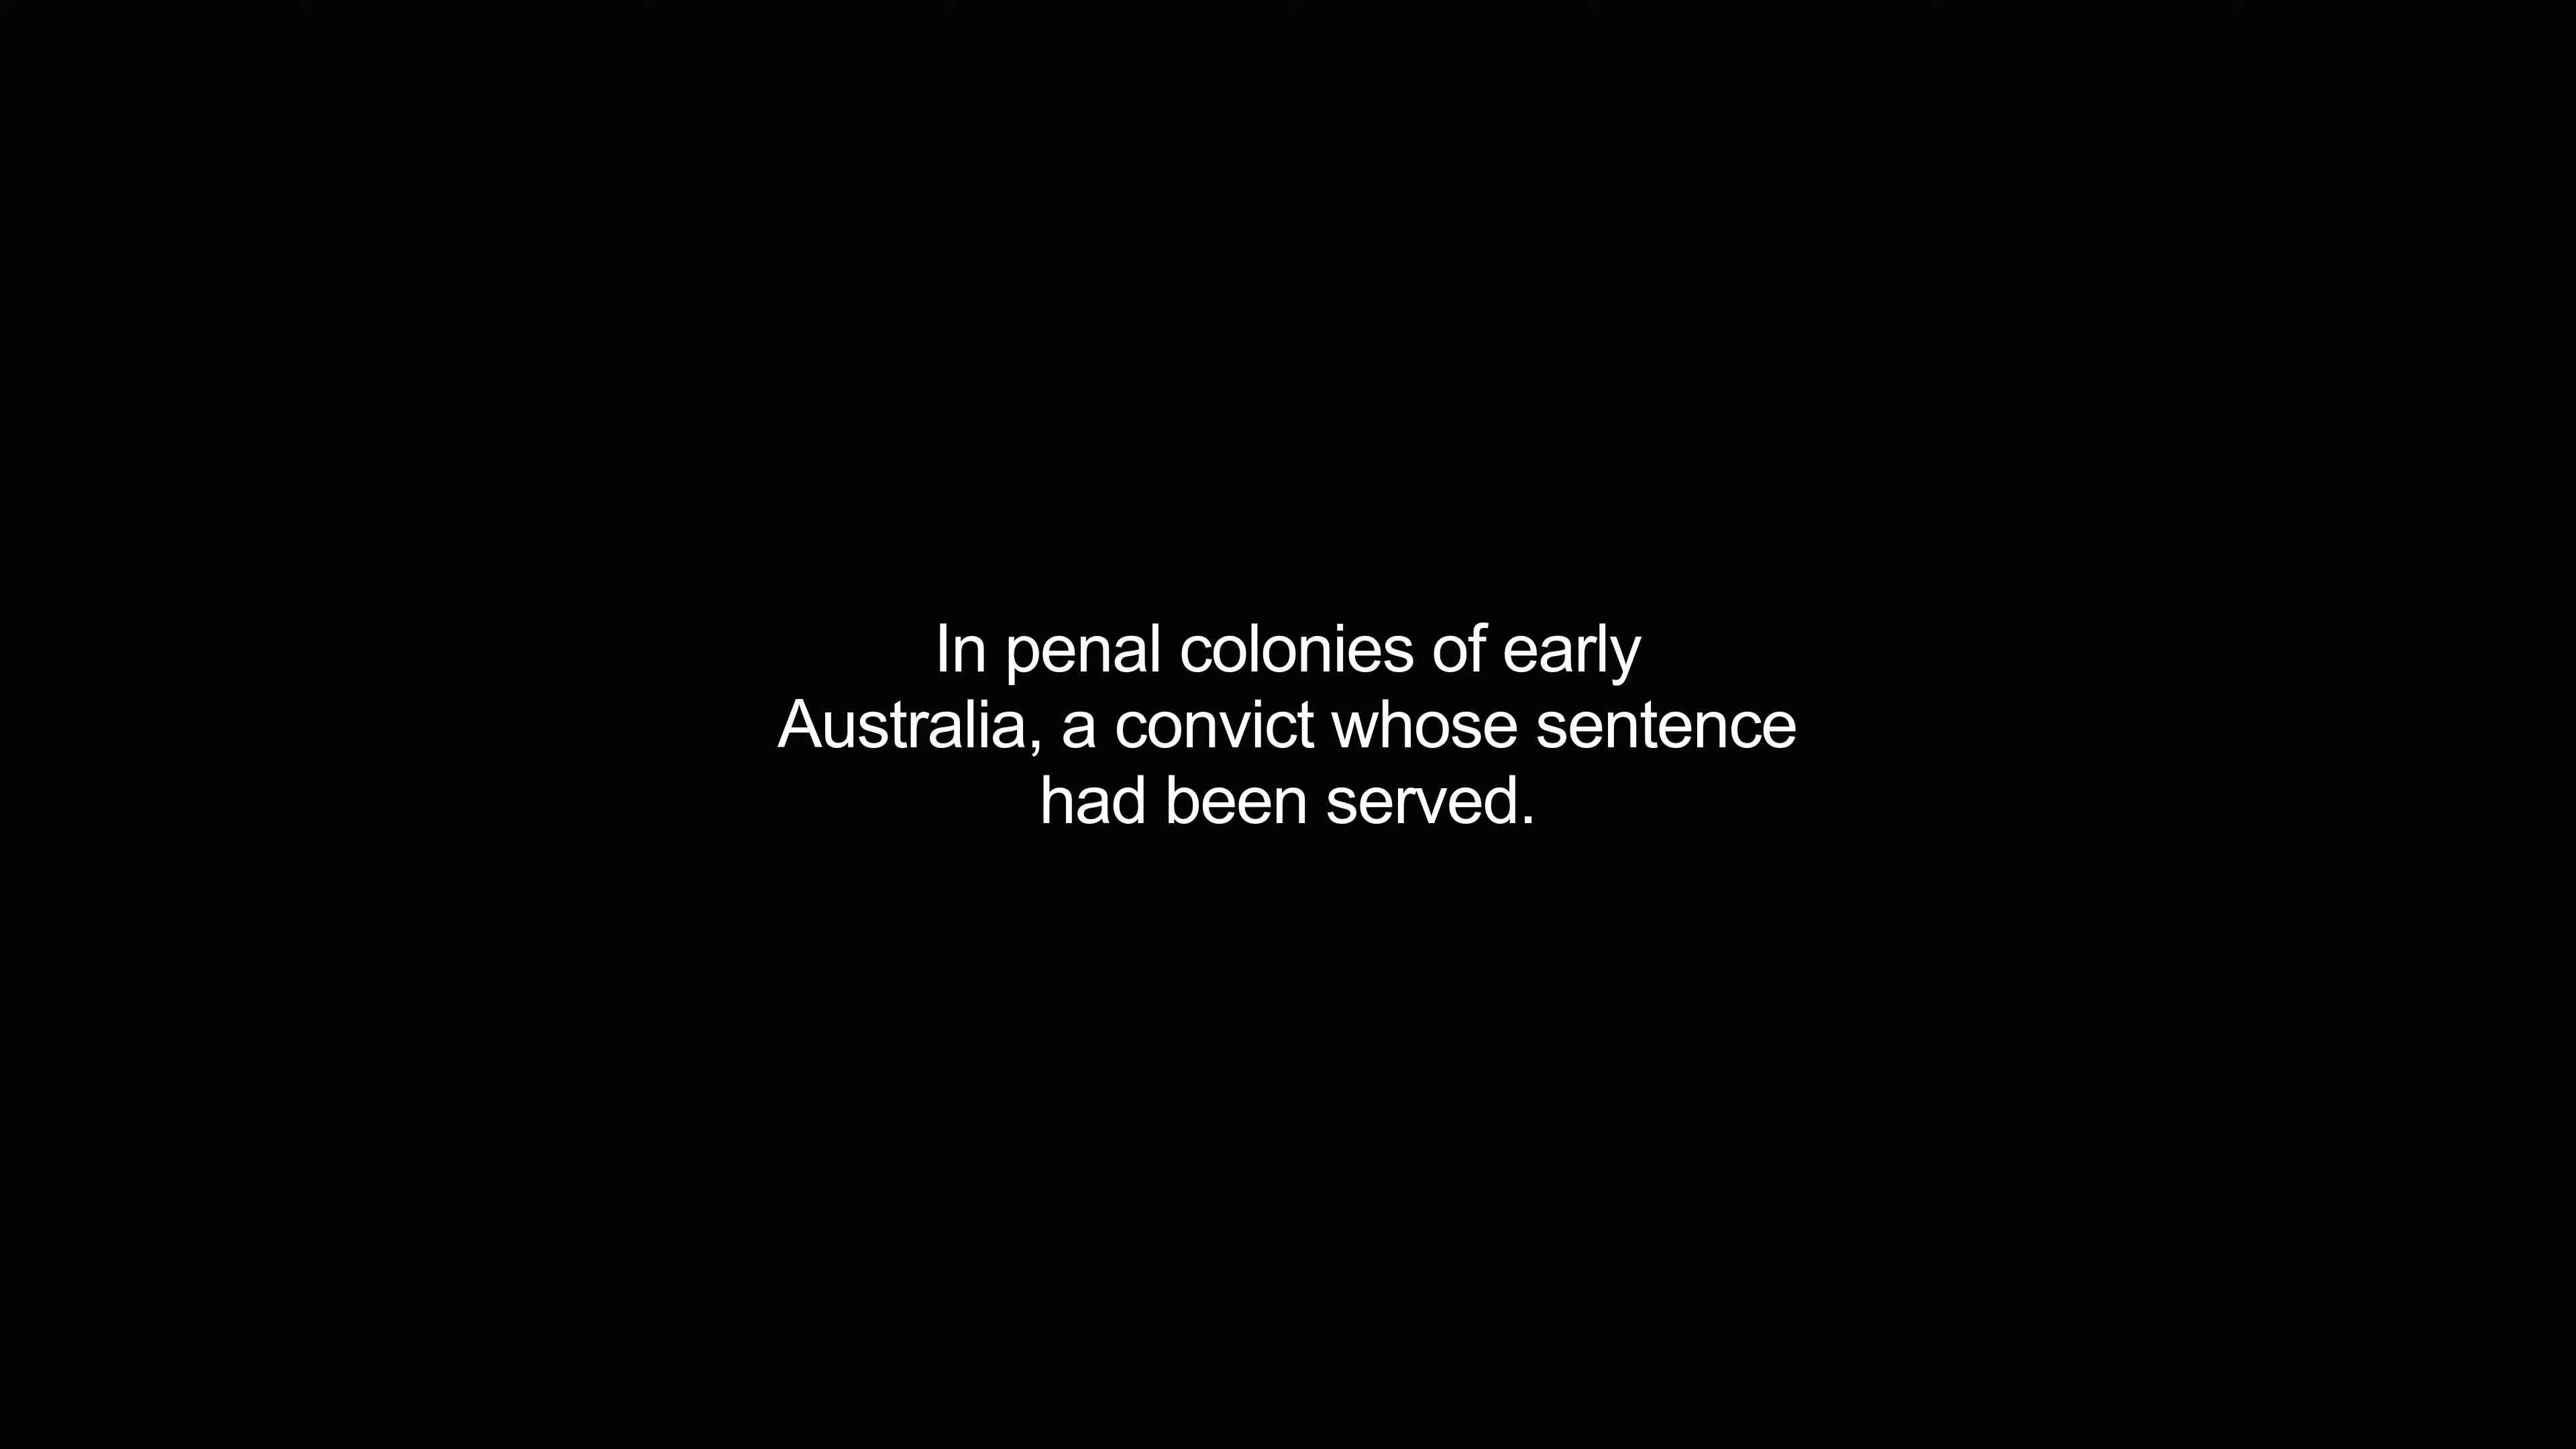 In penal colonies of early
Australia, a convict whose sentence
had been served.